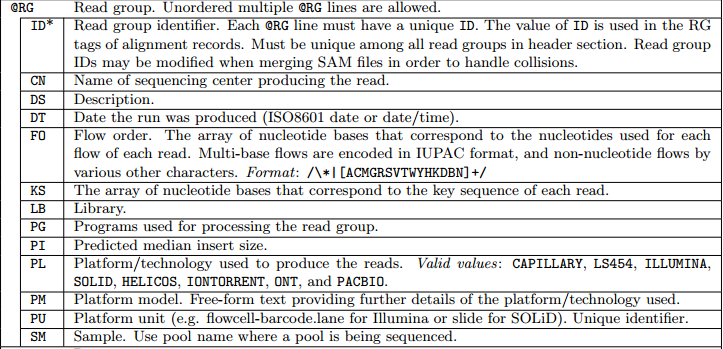 @RG Read group. Unordered multiple @RG lines are allowed.
ID* Read group identifier. Each @RG line must have a unique ID. The value of ID is used in the RG
tags of alignment records. Must be unique among all read groups in header section. Read group
IDs may be modified when merging SAM files in order to handle collisions.
CN Name of sequencing center producing the read.
DS Description.
DT Date the run was produced (ISO8601 date or date/time).
FO Flow order. The array of nucleotide bases that correspond to the nucleotides used for each
flow of each read. Multi-base flows are encoded in IUPAC format, and non-nucleotide flows by
various other characters. Format: /\*|[ACMGRSVTWYHKDBN]+/
KS The array of nucleotide bases that correspond to the key sequence of each read.
LB Library.
PG Programs used for processing the read group.
PI Predicted median insert size.
PL Platform/technology used to produce the reads. Valid values: CAPILLARY, LS454, ILLUMINA,
SOLID, HELICOS, IONTORRENT, ONT, and PACBIO.
PM Platform model. Free-form text providing further details of the platform/technology used.
PU Platform unit (e.g. flowcell-barcode.lane for Illumina or slide for SOLiD). Unique identifier.
SM Sample. Use pool name where a pool is being sequenced.